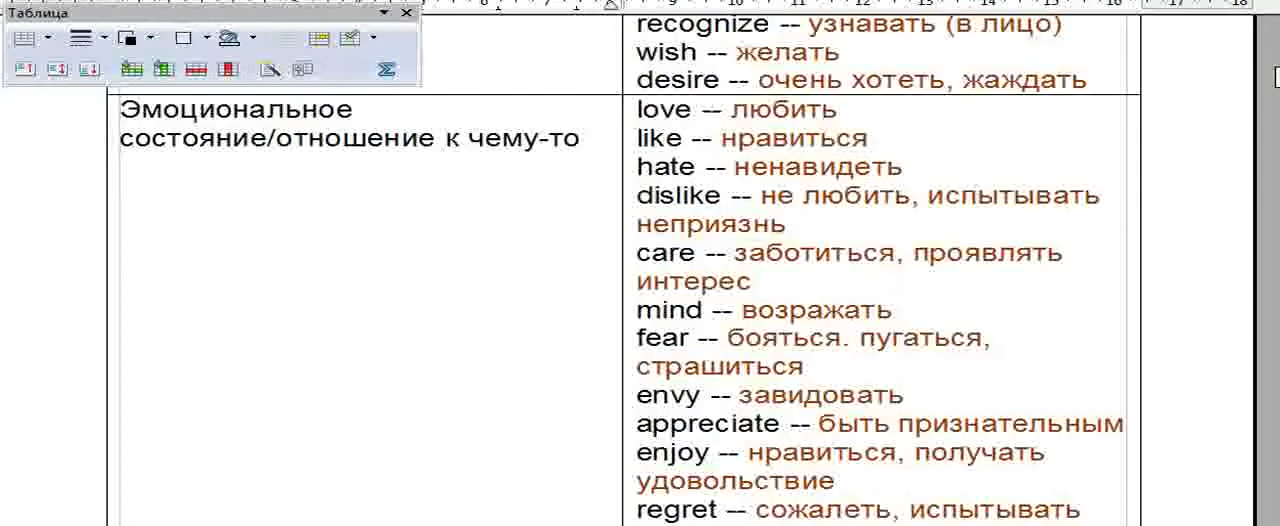 Таблица
recognize -- узнавать (в лицо)
wish -- желать
desire -- очень хотеть, жаждать
Эмоциональное
состояние/отношение к чему-то
love -- любить
like -- нравиться
hate -- ненавидеть
dislike -- не любить, испытывать
неприязнь
care -- заботиться, проявлять
интерес
mind -- возражать
fear -- бояться. пугаться,
страшиться
envy -- завидовать
appreciate -- быть признательным
enjoy -- нравиться, получать
удовольствие
regret -- сожалеть, испытывать